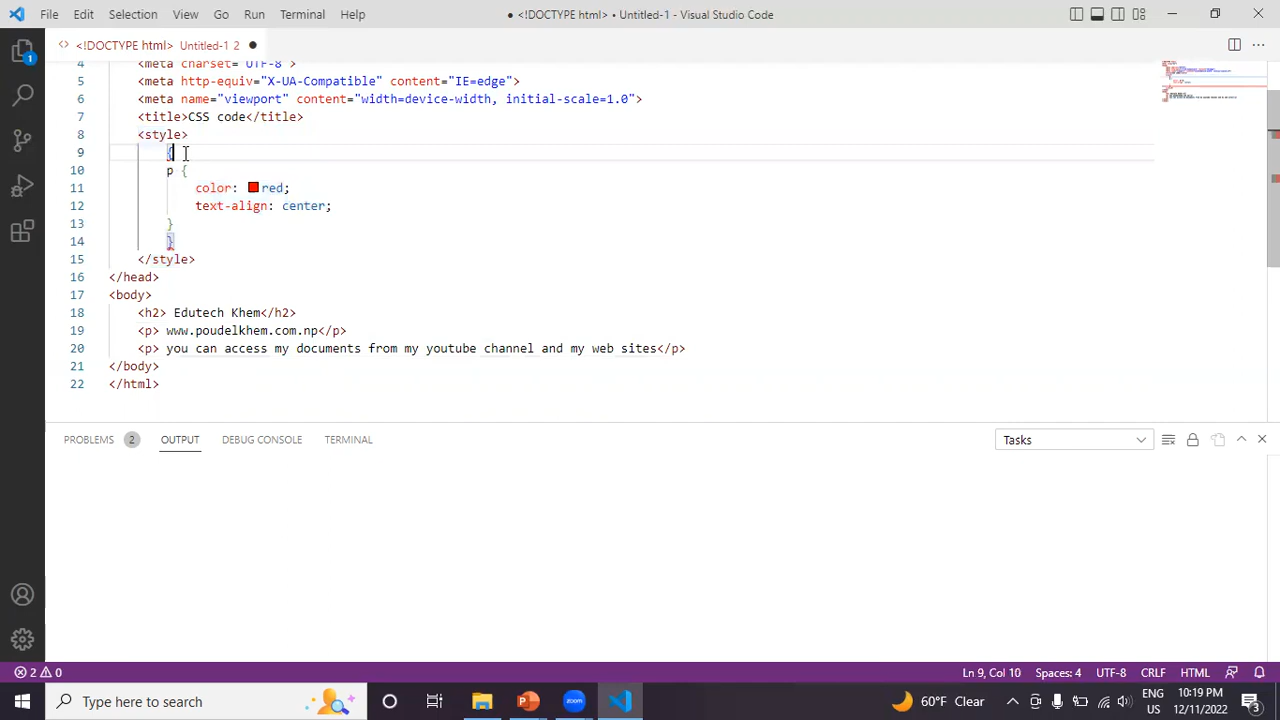 File Edit Selection View Go Run Terminal Help
● <!DOCTYPE html> • Untitled-1 - Visual Studio Code
<!DOCTYPE html> Untitled-1 2 ●
1
4 <meta charset="UTF-8">
5 <meta http-equiv="X-UA-Compatible" content="IE=edge">
6 <meta name="viewport" content="width=device-width, initial-scale=1.0">
7 <title>CSS code</title>
8 <style>
9 {
10 p {
11 color: red;
12 text-align: center;
13 }
14 }
15 </style>
16 </head>
17 <body>
18 <h2> Edutech Khem</h2>
19 <p> www.poudelkhem.com.np</p>
20 <p> you can access my documents from my youtube channel and my web sites</p>
21 </body>
22 </html>
PROBLEMS 2 OUTPUT DEBUG CONSOLE TERMINAL
Tasks
2 0
Ln 9, Col 10 Spaces: 4 UTF-8 CRLF HTML
Type here to search
60°F Clear
ENG
US
10:19 PM
12/11/2022
3